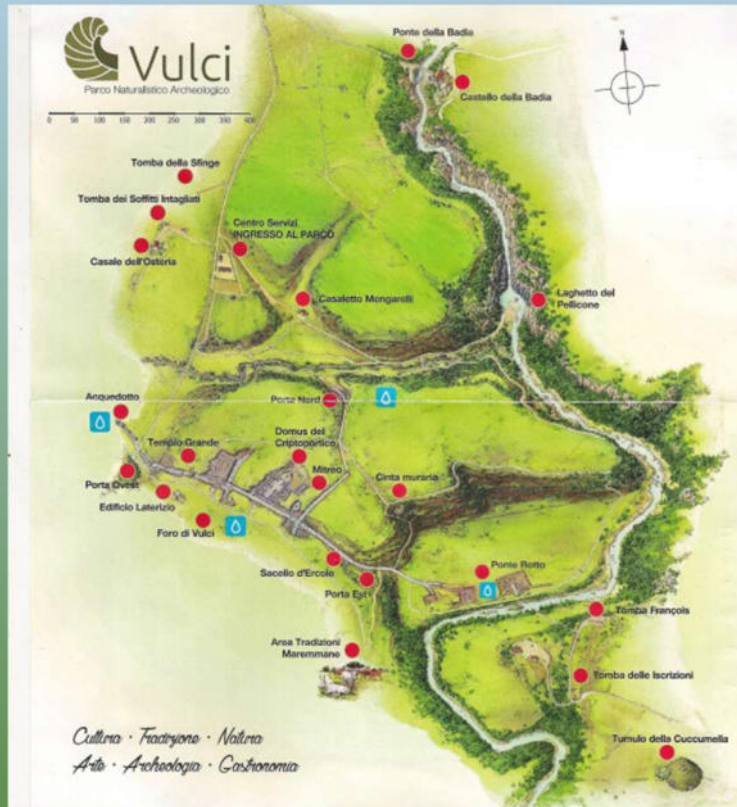 Vulci
Parco Naturalistico Archeologico
0 50 100 150 200 250 300 350 400
N
Ponte della Badia
Castello della Badia
Tomba della Sfinge
Tomba dei Soffitti Intagliati
Centro Servizi
INGRESSO AL PARCO
Casale dell'Osteria
Casaletto Mengarelli
Laghetto del
Pellicone
Acquedotto
Porta Nord
Tempio Grande
Domus del
Criptoportico
Mitreo
Cinta muraria
Porta Ovest
Edificio Laterizio
Foro di Vulci
Sacello d'Ercole
Porta Est
Ponte Rotto
Tomba François
Area Tradizioni
Maremmane
Tomba delle Iscrizioni
Tumulo della Cuccumella
Cultura · Tradizione · Natura
Arte · Archeologia · Gastronomia